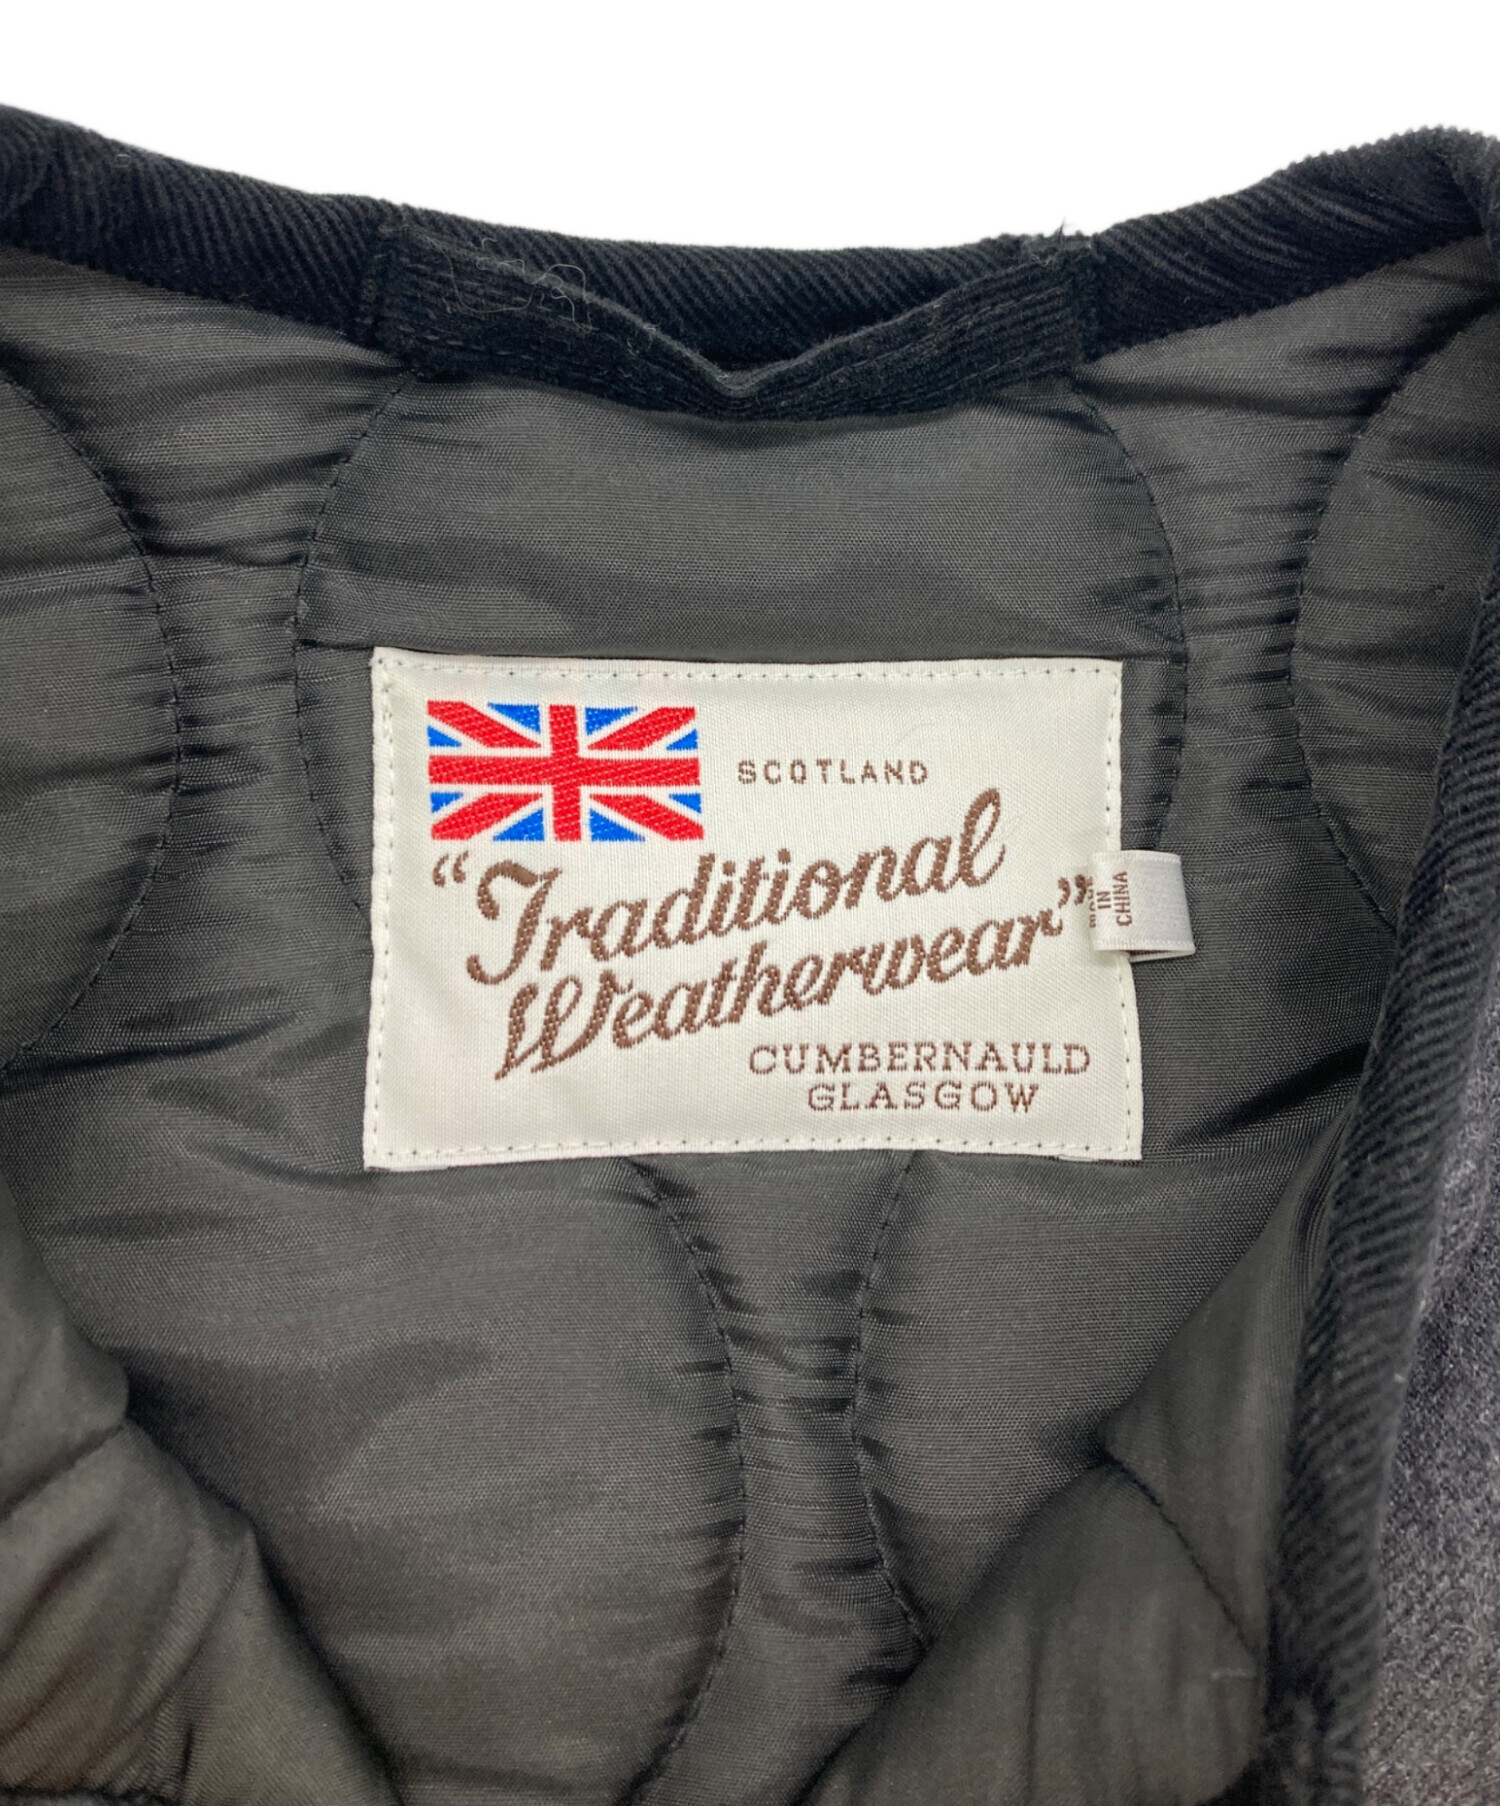 SCOTLAND
"Traditional
Weatherwear"
CUMBERNAULD
GLASGOW
IN
CHINA